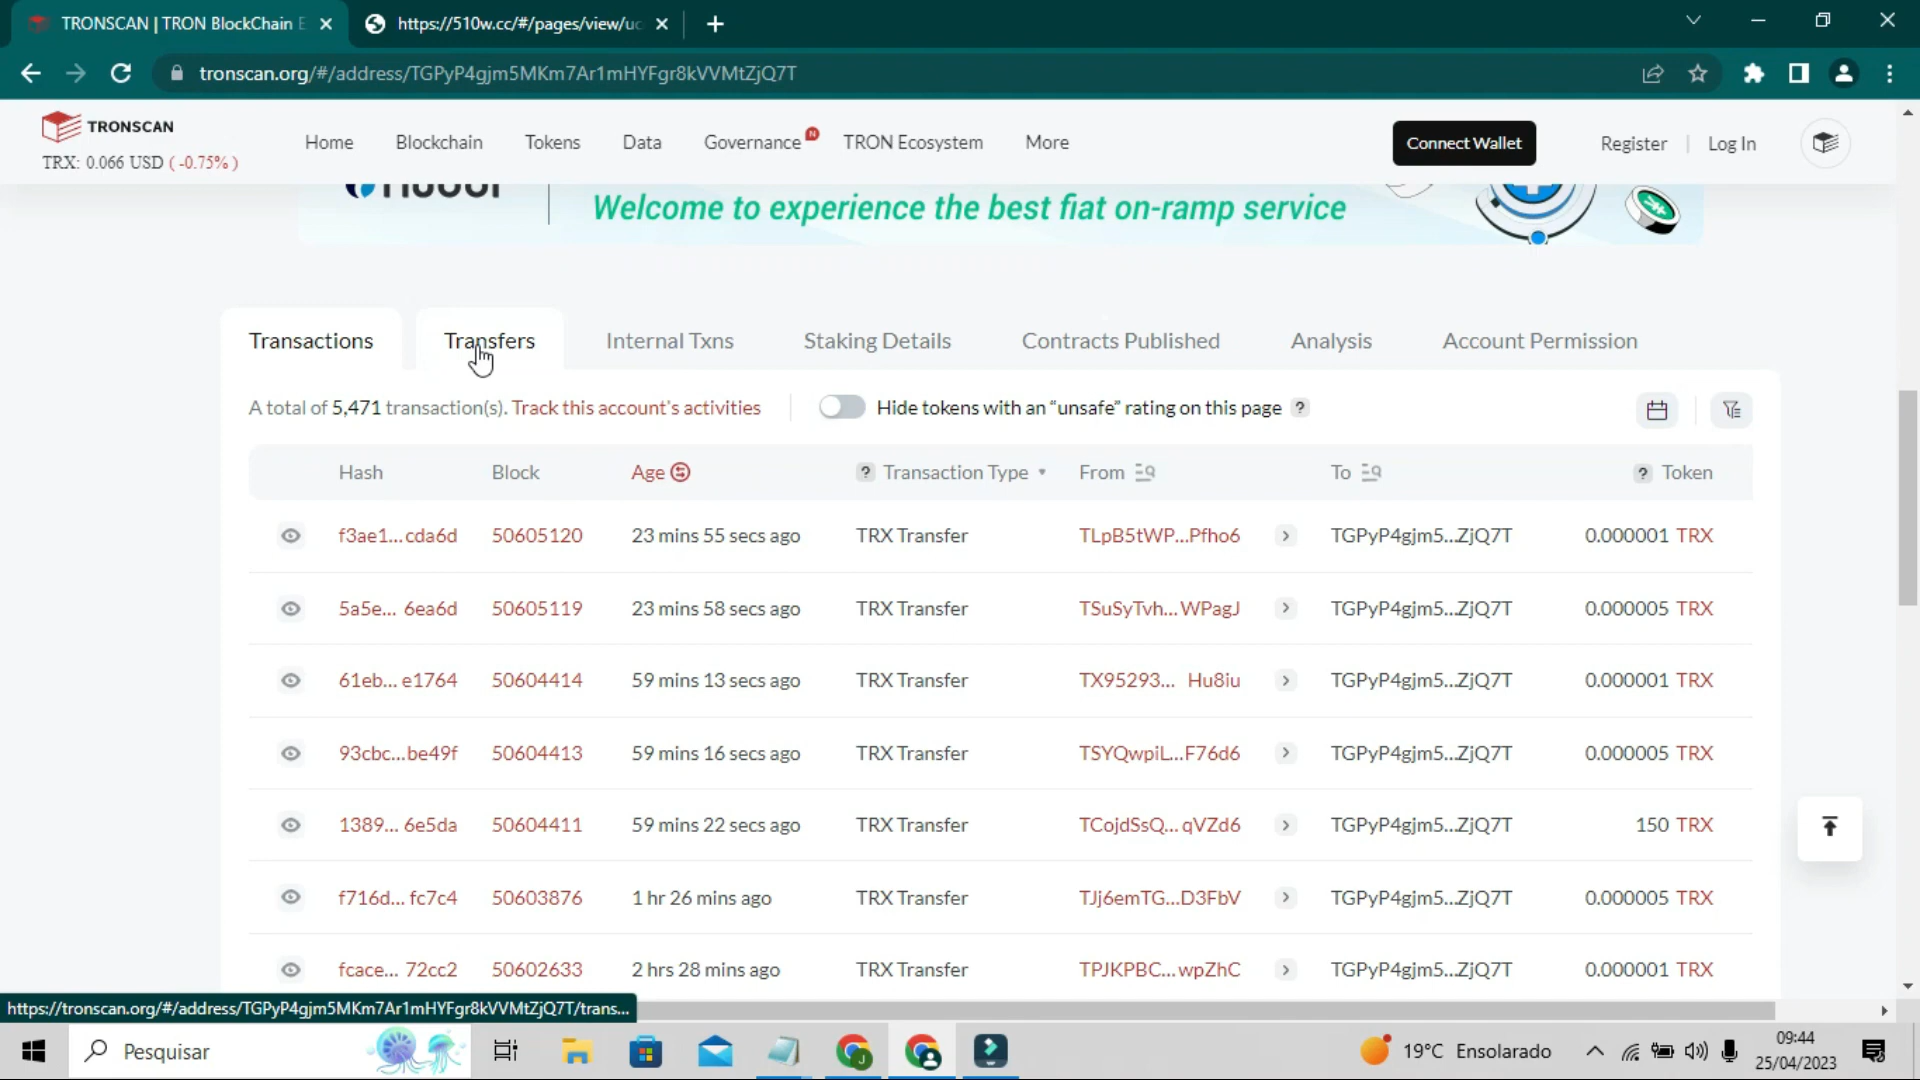 TRONSCAN | TRON BlockChain E
https://510w.cc/#/pages/view/uc
tronscan.org/#/address/TGPyP4gjm5MKm7Ar1mHYFgr8kVVMtZjQ7T
TRONSCAN
TRX: 0.066 USD ( -0.75% )
Home
Blockchain
Tokens
Data
Governance N
TRON Ecosystem
More
Connect Wallet
Register | Log In
Welcome to experience the best fiat on-ramp service
Transactions
Transfers
Internal Txns
Staking Details
Contracts Published
Analysis
Account Permission
A total of 5,471 transaction(s). Track this account's activities
Hide tokens with an “unsafe” rating on this page ?
Hash Block Age ? Transaction Type From To ? Token
f3ae1...cda6d 50605120 23 mins 55 secs ago TRX Transfer TLpB5tWP...Pfho6 TGPyP4gjm5...ZjQ7T 0.000001 TRX
5a5e... 6ea6d 50605119 23 mins 58 secs ago TRX Transfer TSuSyTvh... WPagJ TGPyP4gjm5...ZjQ7T 0.000005 TRX
61eb... e1764 50604414 59 mins 13 secs ago TRX Transfer TX95293... Hu8iu TGPyP4gjm5...ZjQ7T 0.000001 TRX
93cbc...be49f 50604413 59 mins 16 secs ago TRX Transfer TSYQwpiL...F76d6 TGPyP4gjm5...ZjQ7T 0.000005 TRX
1389... 6e5da 50604411 59 mins 22 secs ago TRX Transfer TCojdSsQ... qVZd6 TGPyP4gjm5...ZjQ7T 150 TRX
f716d... fc7c4 50603876 1 hr 26 mins ago TRX Transfer TJj6emTG...D3FbV TGPyP4gjm5...ZjQ7T 0.000005 TRX
fcace... 72cc2 50602633 2 hrs 28 mins ago TRX Transfer TPJKPBC... wpZhC TGPyP4gjm5...ZjQ7T 0.000001 TRX
https://tronscan.org/#/address/TGPyP4gjm5MKm7Ar1mHYFgr8kVVMtZjQ7T/trans...
Pesquisar
J
19°C Ensolarado
09:44
25/04/2023